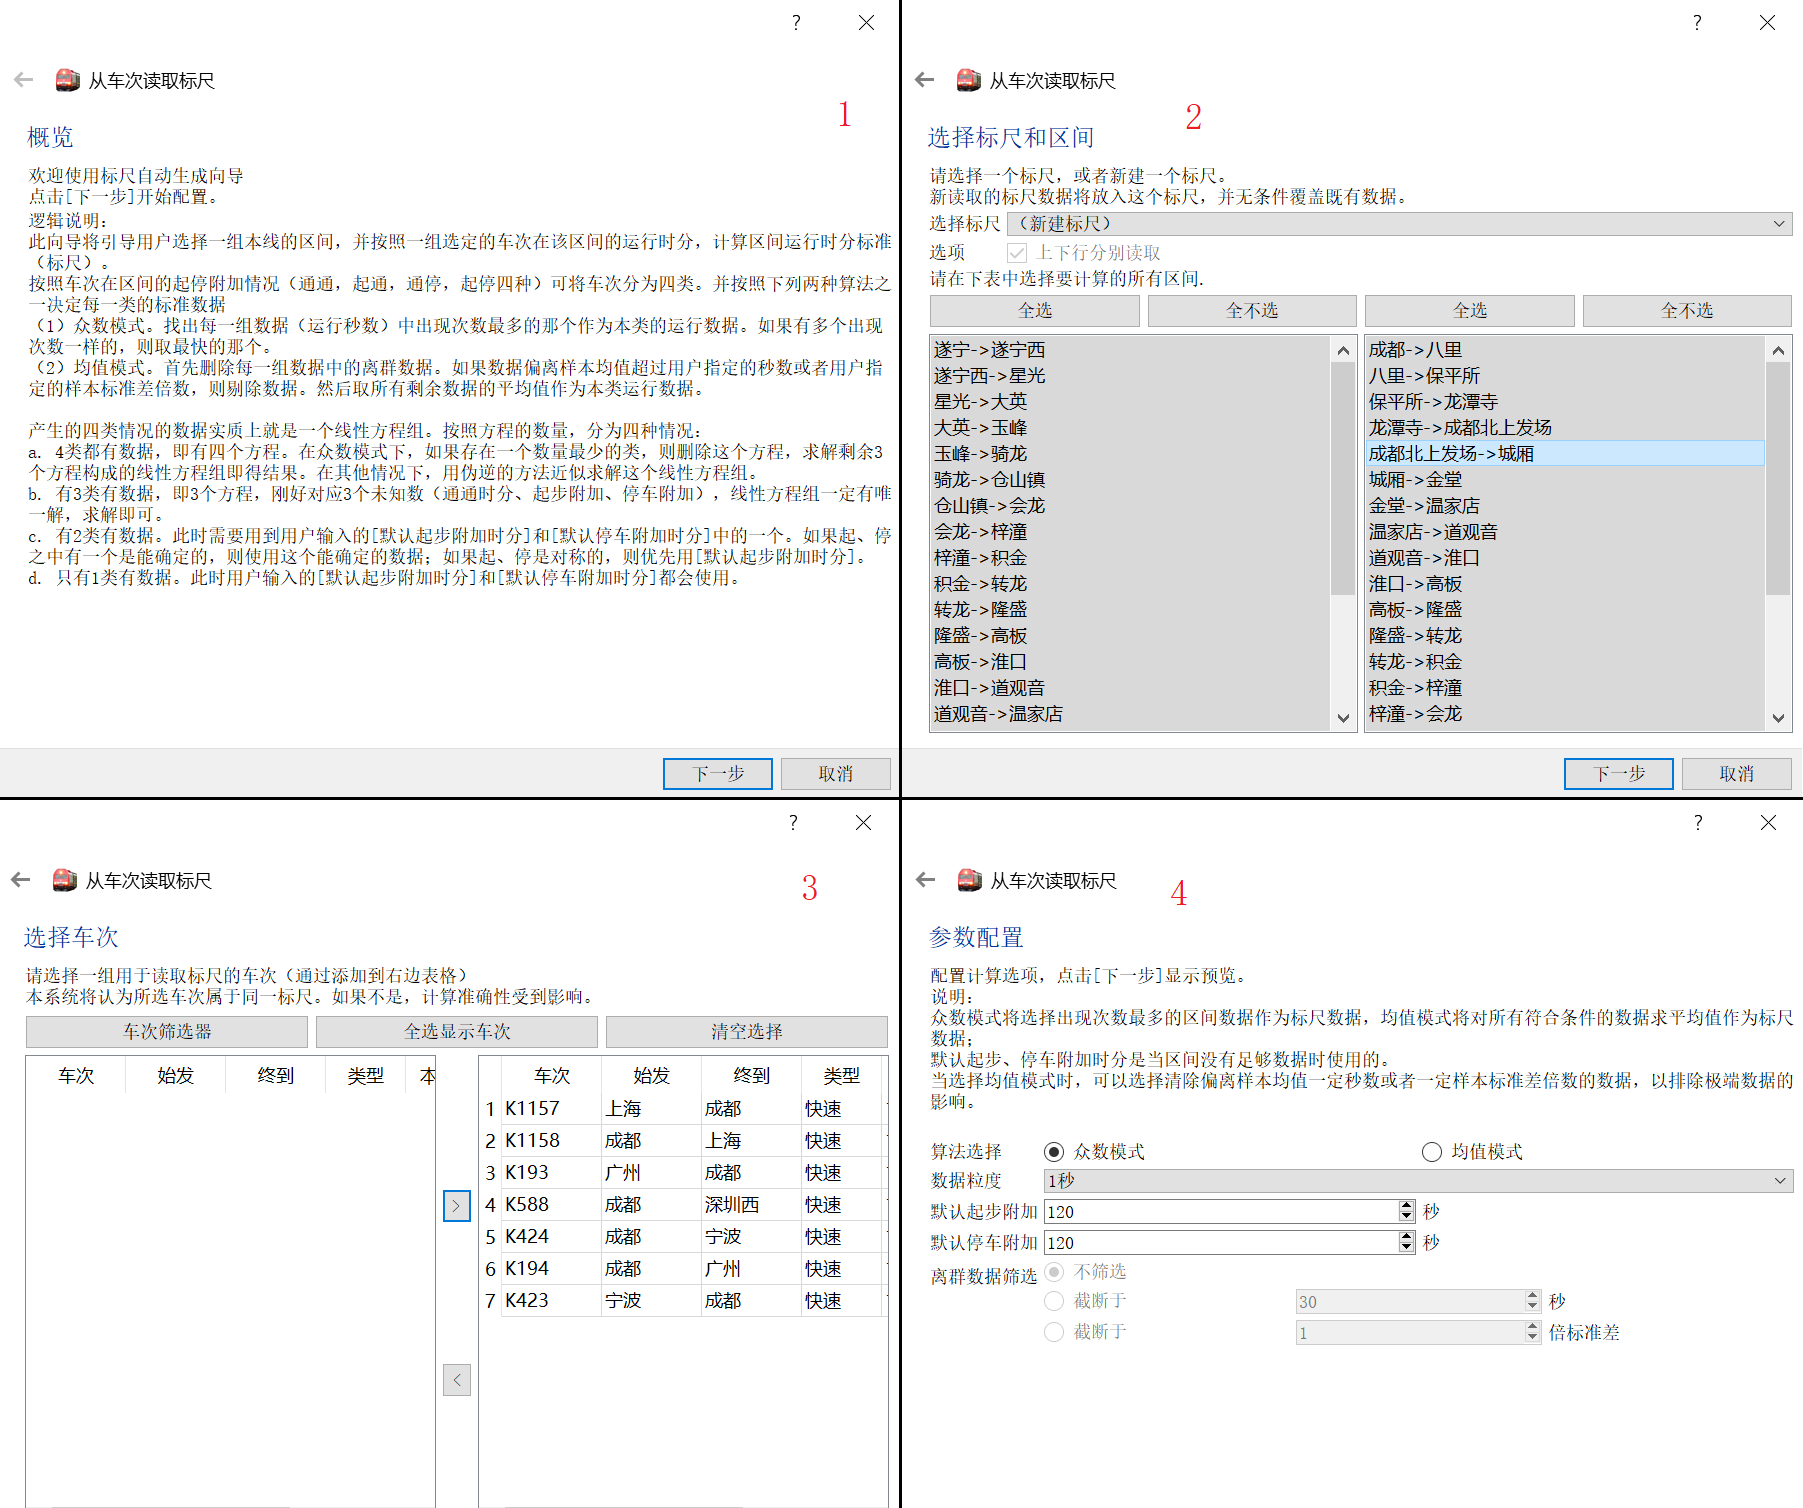 ?
从车次读取标尺
1
概览
欢迎使用标尺自动生成向导
点击[下一步]开始配置。
逻辑说明:
此向导将引导用户选择一组本线的区间，并按照一组选定的车次在该区间的运行时分，计算区间运行时分标准
（标尺）。
按照车次在区间的起停附加情况（通通，起通，通停，起停四种）可将车次分为四类。并按照下列两种算法之
一决定每一类的标准数据
（1）众数模式。找出每一组数据（运行秒数）中出现次数最多的那个作为本类的运行数据。如果有多个出现
次数一样的，则取最快的那个。
（2）均值模式。首先删除每一组数据中的离群数据。如果数据偏离样本均值超过用户指定的秒数或者用户指
定的样本标准差倍数，则剔除数据。然后取所有剩余数据的平均值作为本类运行数据。
产生的四类情况的数据实质上就是一个线性方程组。按照方程的数量，分为四种情况:
a. 4类都有数据，即有四个方程。在众数模式下，如果存在一个数量最少的类，则删除这个方程，求解剩余3
个方程构成的线性方程组即得结果。在其他情况下，用伪逆的方法近似求解这个线性方程组。
b. 有3类有数据，即3个方程，刚好对应3个未知数（通通时分、起步附加、停车附加），线性方程组一定有唯
一解，求解即可。
c. 有2类有数据。此时需要用到用户输入的[默认起步附加时分]和[默认停车附加时分]中的一个。如果起、停
之中有一个是能确定的，则使用这个能确定的数据；如果起、停是对称的，则优先用[默认起步附加时分]。
d. 只有1类有数据。此时用户输入的[默认起步附加时分]和[默认停车附加时分]都会使用。
下一步
取消
?
从车次读取标尺
2
选择标尺和区间
请选择一个标尺，或者新建一个标尺。
新读取的标尺数据将放入这个标尺，并无条件覆盖既有数据。
选择标尺 （新建标尺）
选项 上下行分别读取
请在下表中选择要计算的所有区间.
全选 全不选 全选 全不选
遂宁->遂宁西
遂宁西->星光
星光->大英
大英->玉峰
玉峰->骑龙
骑龙->仓山镇
仓山镇->会龙
会龙->梓潼
梓潼->积金
积金->转龙
转龙->隆盛
隆盛->高板
高板->淮口
淮口->道观音
道观音->温家店
成都->八里
八里->保平所
保平所->龙潭寺
龙潭寺->成都北上发场
成都北上发场->城厢
城厢->金堂
金堂->温家店
温家店->道观音
道观音->淮口
淮口->高板
高板->隆盛
隆盛->转龙
转龙->积金
积金->梓潼
梓潼->会龙
下一步
取消
?
从车次读取标尺
3
选择车次
请选择一组用于读取标尺的车次（通过添加到右边表格）
本系统将认为所选车次属于同一标尺。如果不是，计算准确性受到影响。
车次筛选器 全选显示车次 清空选择
车次 始发 终到 类型 本
>
<
车次 始发 终到 类型
1 K1157 上海 成都 快速
2 K1158 成都 上海 快速
3 K193 广州 成都 快速
4 K588 成都 深圳西 快速
5 K424 成都 宁波 快速
6 K194 成都 广州 快速
7 K423 宁波 成都 快速
?
从车次读取标尺
4
参数配置
配置计算选项，点击[下一步]显示预览。
说明:
众数模式将选择出现次数最多的区间数据作为标尺数据，均值模式将对所有符合条件的数据求平均值作为标尺
数据；
默认起步、停车附加时分是当区间没有足够数据时使用的。
当选择均值模式时，可以选择清除偏离样本均值一定秒数或者一定样本标准差倍数的数据，以排除极端数据的
影响。
算法选择 众数模式 均值模式
数据粒度 1秒
默认起步附加 120 秒
默认停车附加 120 秒
离群数据筛选 不筛选
截断于 30 秒
截断于 1 倍标准差